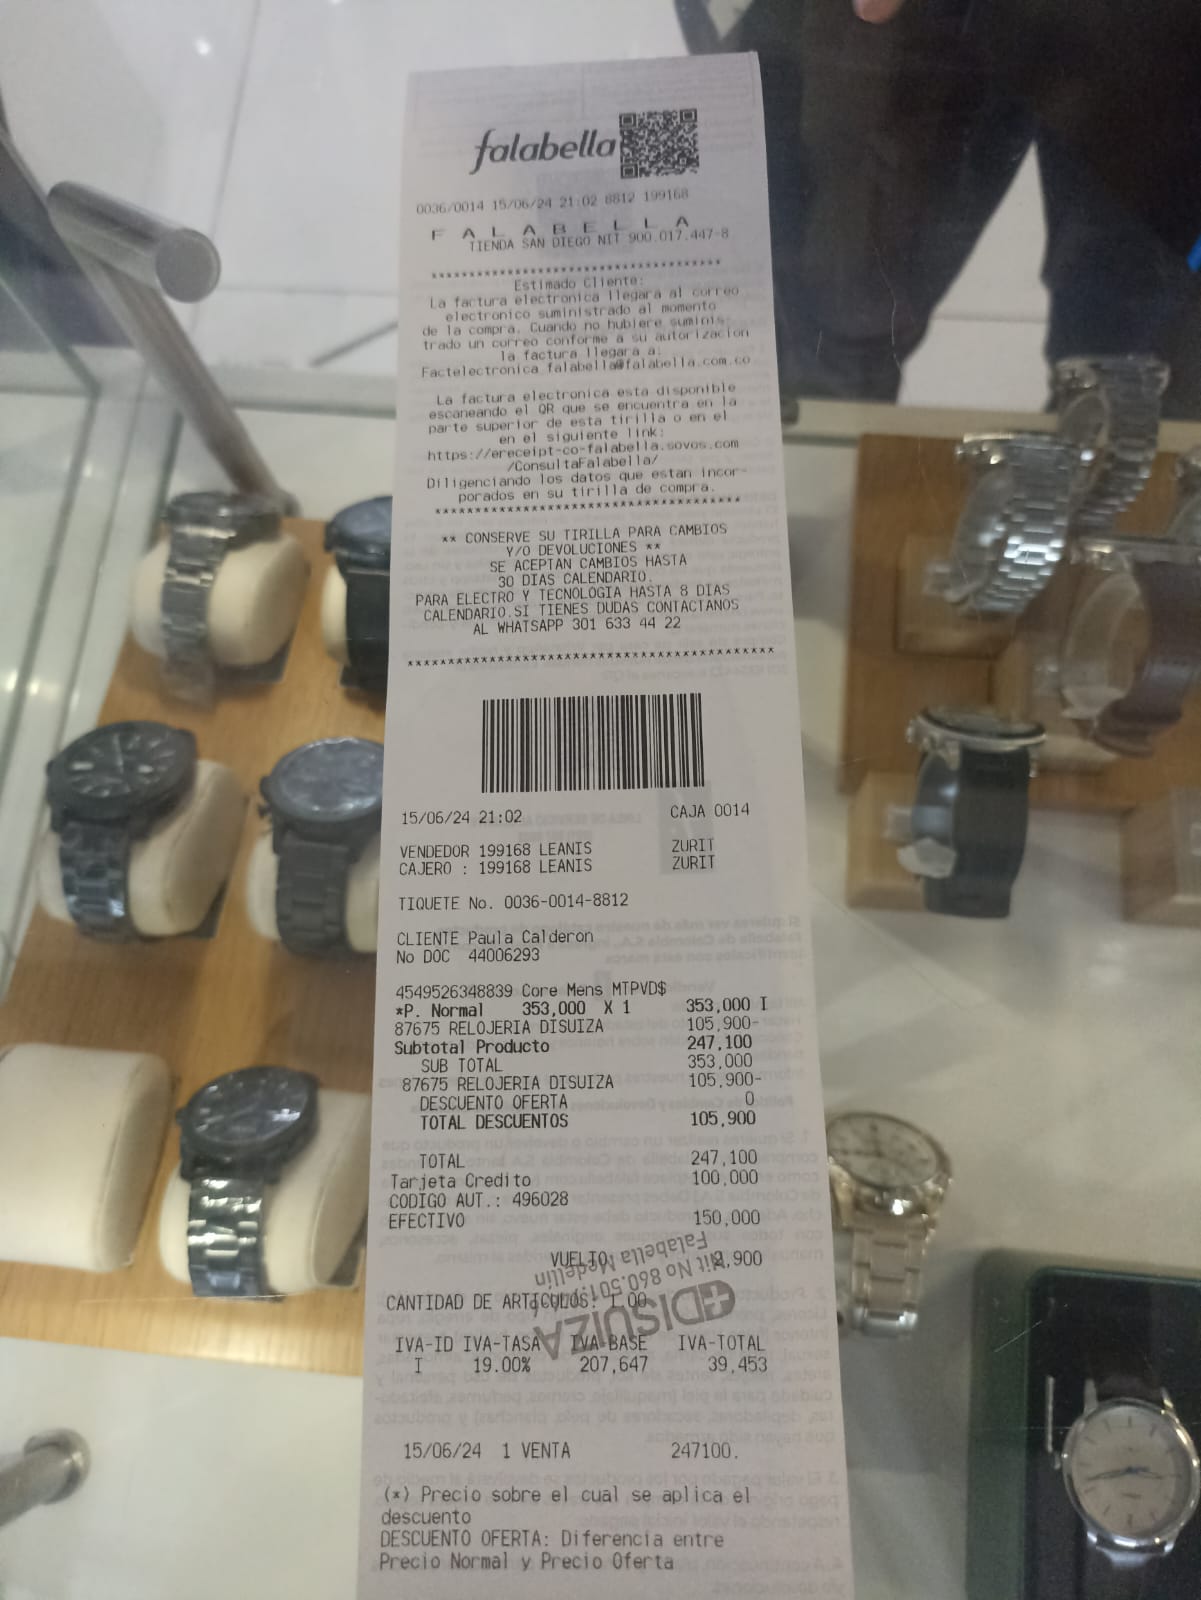 falabella
0036/0014 15/06/24 21:02 8812 199168
F A L A B E L L A
TIENDA SAN DIEGO NIT 900.017.447-8
****************************************
Estimado Cliente:
La factura electronica llegara al correo
electronico suministrado al momento
de la compra. Cuando no hubiere suminis-
trado un correo conforme a su autorizacion
la factura llegara a:
Factelectronica_falabella@falabella.com.co
La factura electronica esta disponible
escaneando el QR que se encuentra en la
parte superior de esta tirilla o en el
en el siguiente link:
https://ereceipt-co-falabella.sovos.com
/ConsultaFalabella/
Diligenciando los datos que estan incor-
porados en su tirilla de compra.
****************************************
** CONSERVE SU TIRILLA PARA CAMBIOS
Y/O DEVOLUCIONES **
SE ACEPTAN CAMBIOS HASTA
30 DIAS CALENDARIO.
PARA ELECTRO Y TECNOLOGIA HASTA 8 DIAS
CALENDARIO.SI TIENES DUDAS CONTACTANOS
AL WHATSAPP 301 633 44 22
****************************************
15/06/24 21:02 CAJA 0014
VENDEDOR 199168 LEANIS ZURIT
CAJERO : 199168 LEANIS ZURIT
TIQUETE No. 0036-0014-8812
CLIENTE Paula Calderon
No DOC 44006293
4549526348839 Core Mens MTPVD$
*P. Normal 353,000 X 1 353,000 I
87675 RELOJERIA DISUIZA 105,900-
Subtotal Producto 247,100
SUB TOTAL 353,000
87675 RELOJERIA DISUIZA 105,900-
DESCUENTO OFERTA 0
TOTAL DESCUENTOS 105,900
TOTAL 247,100
Tarjeta Credito 100,000
CODIGO AUT.: 496028
EFECTIVO 150,000
VUELTO: 2,900
Falabella Medellin
DISUIZA
CANTIDAD DE ARTICULOS: 1.00
IVA-ID IVA-TASA IVA-BASE IVA-TOTAL
I 19.00% 207,647 39,453
15/06/24 1 VENTA 247100.
(*) Precio sobre el cual se aplica el
descuento
DESCUENTO OFERTA: Diferencia entre
Precio Normal y Precio Oferta